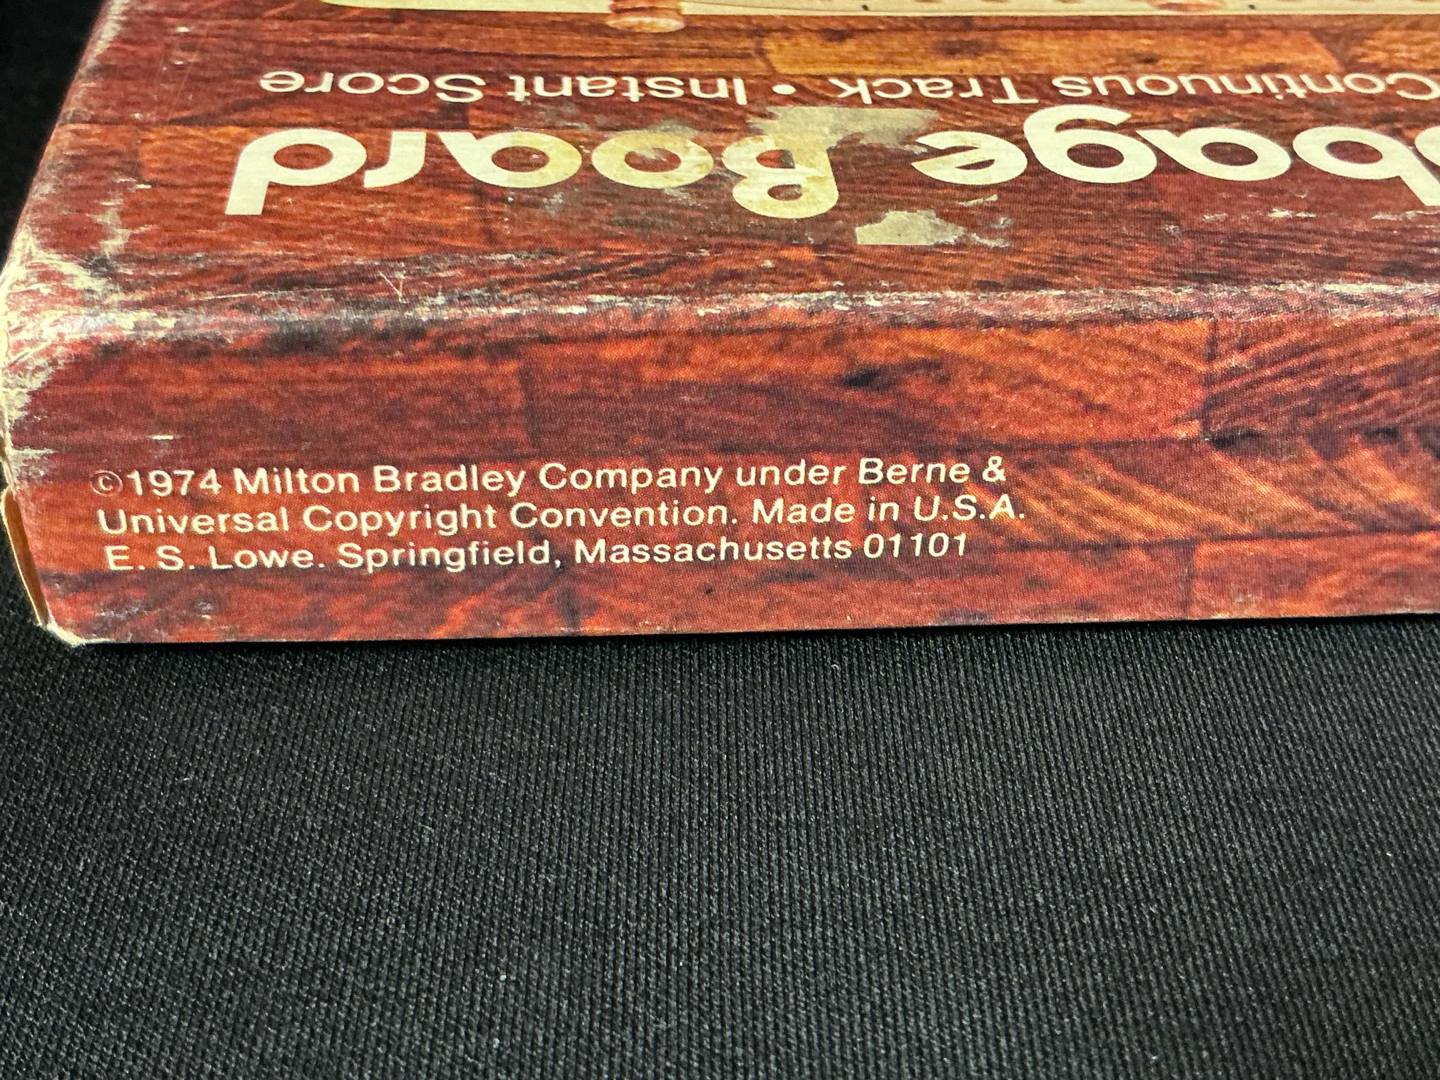 Continuous Track • Instant Score
bbage Board
©1974 Milton Bradley Company under Berne &
Universal Copyright Convention. Made in U.S.A.
E. S. Lowe. Springfield, Massachusetts 01101